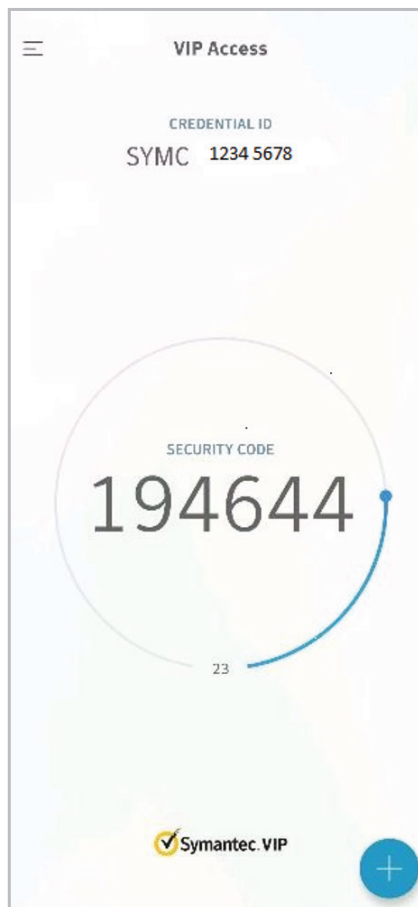 VIP Access
CREDENTIAL ID
SYMC 1234 5678
SECURITY CODE
194644
23
Symantec.VIP